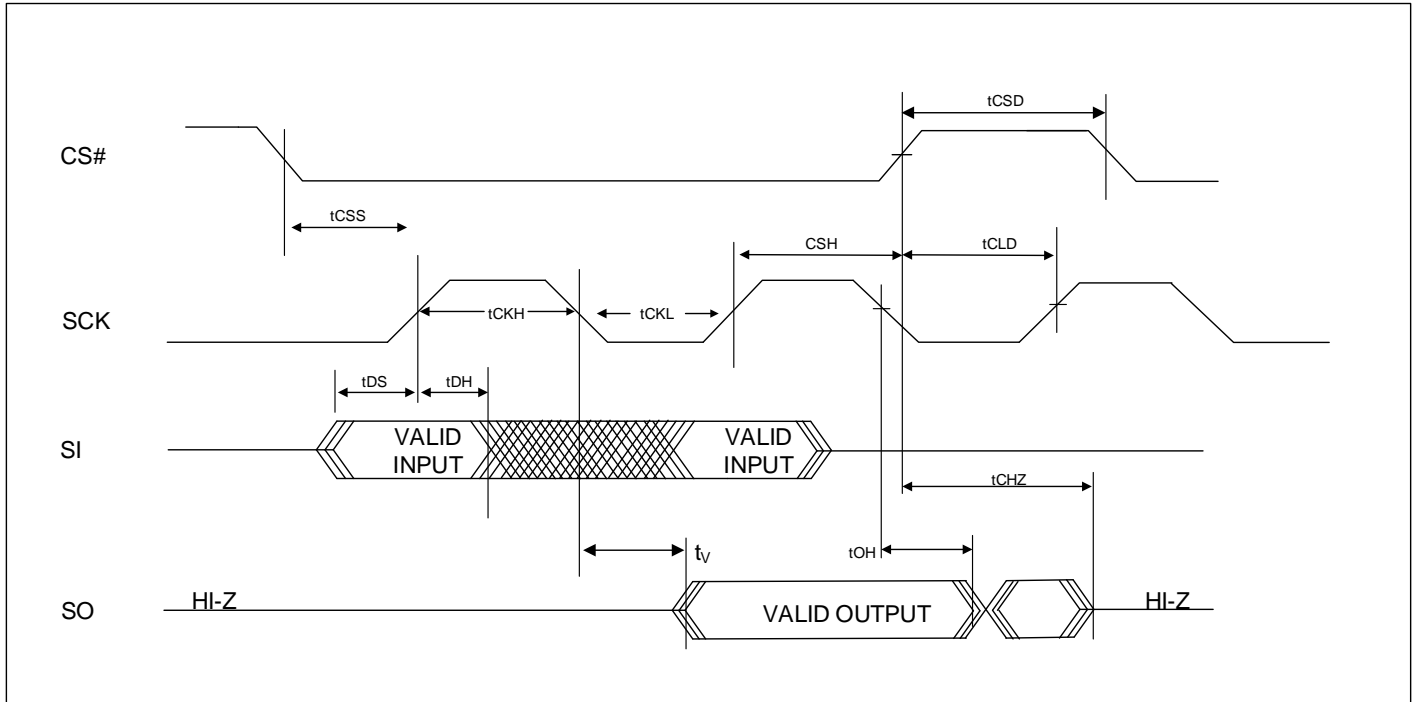 tCSD
CS#
tCSS
CSH
tCLD
SCK
tCKH
tCKL
tDS
tDH
SI
VALID
INPUT
VALID
INPUT
tCHZ
tV
tOH
SO
HI-Z
VALID OUTPUT
HI-Z